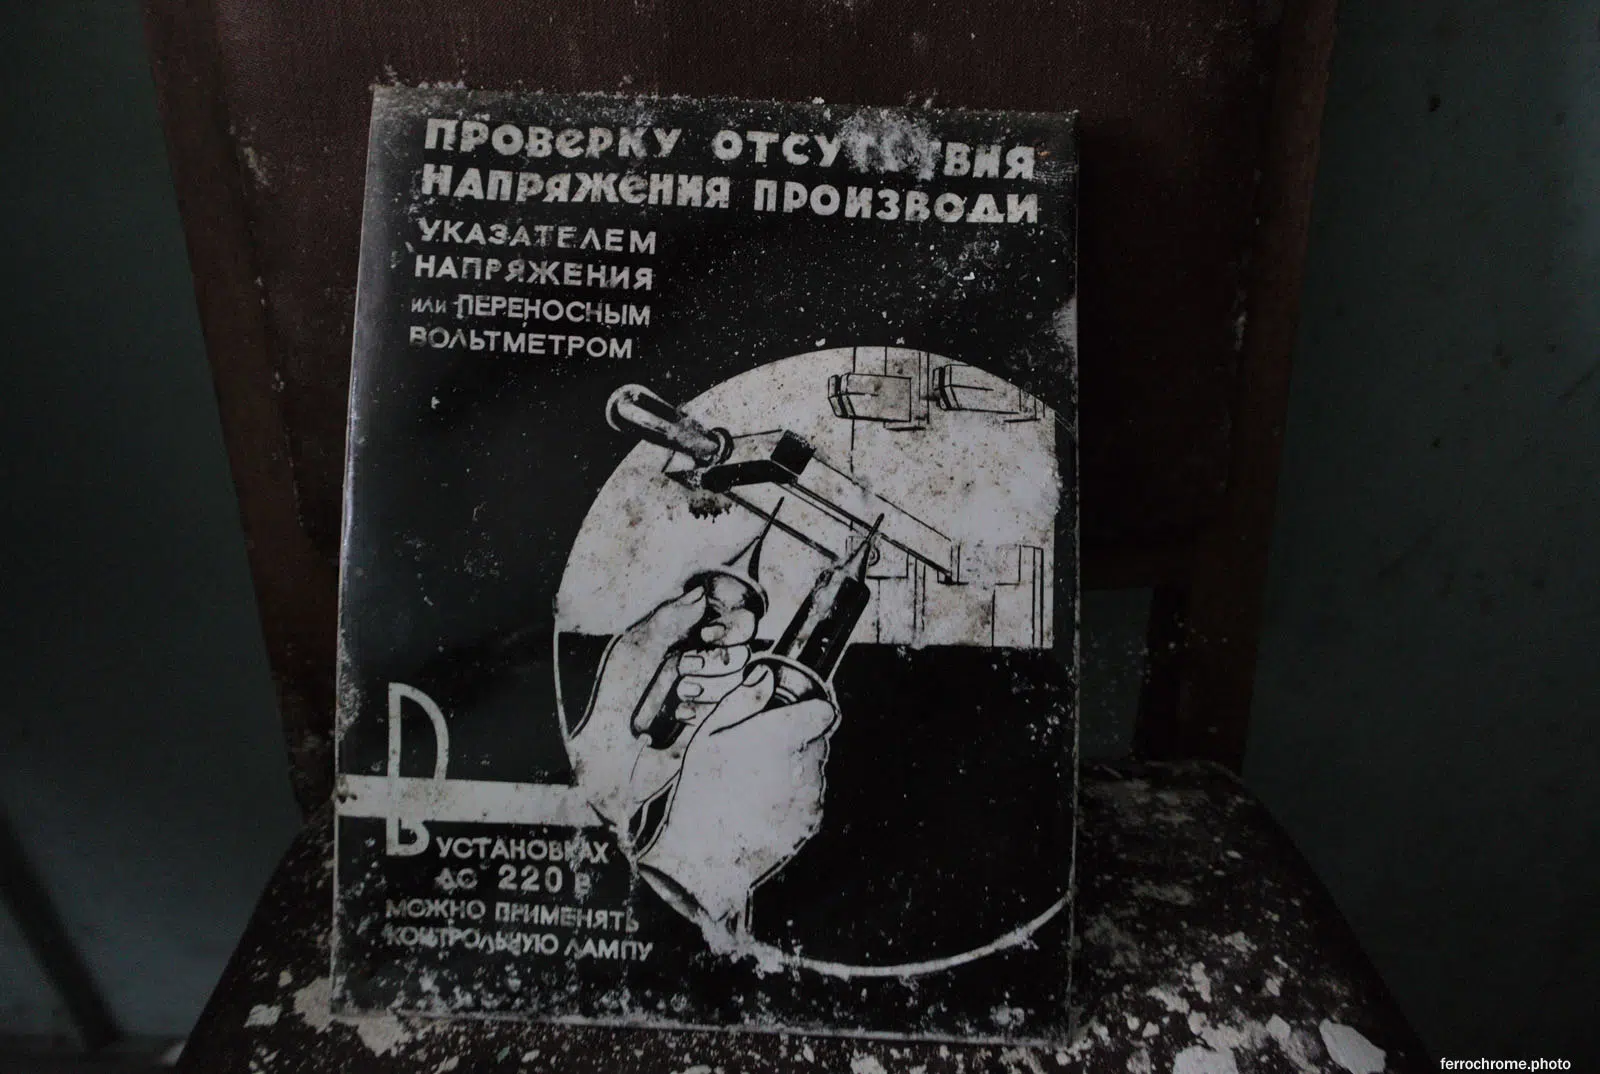 ПРОВЕРКУ ОТСУТСТВИЯ
НАПРЯЖЕНИЯ ПРОИЗВОДИ
УКАЗАТЕЛЕМ
НАПРЯЖЕНИЯ
ИЛИ ПЕРЕНОСНЫМ
ВОЛЬТМЕТРОМ
В УСТАНОВКАХ
ДО 220 В
МОЖНО ПРИМЕНЯТЬ
КОНТРОЛЬНУЮ ЛАМПУ
ferrochrome.photo